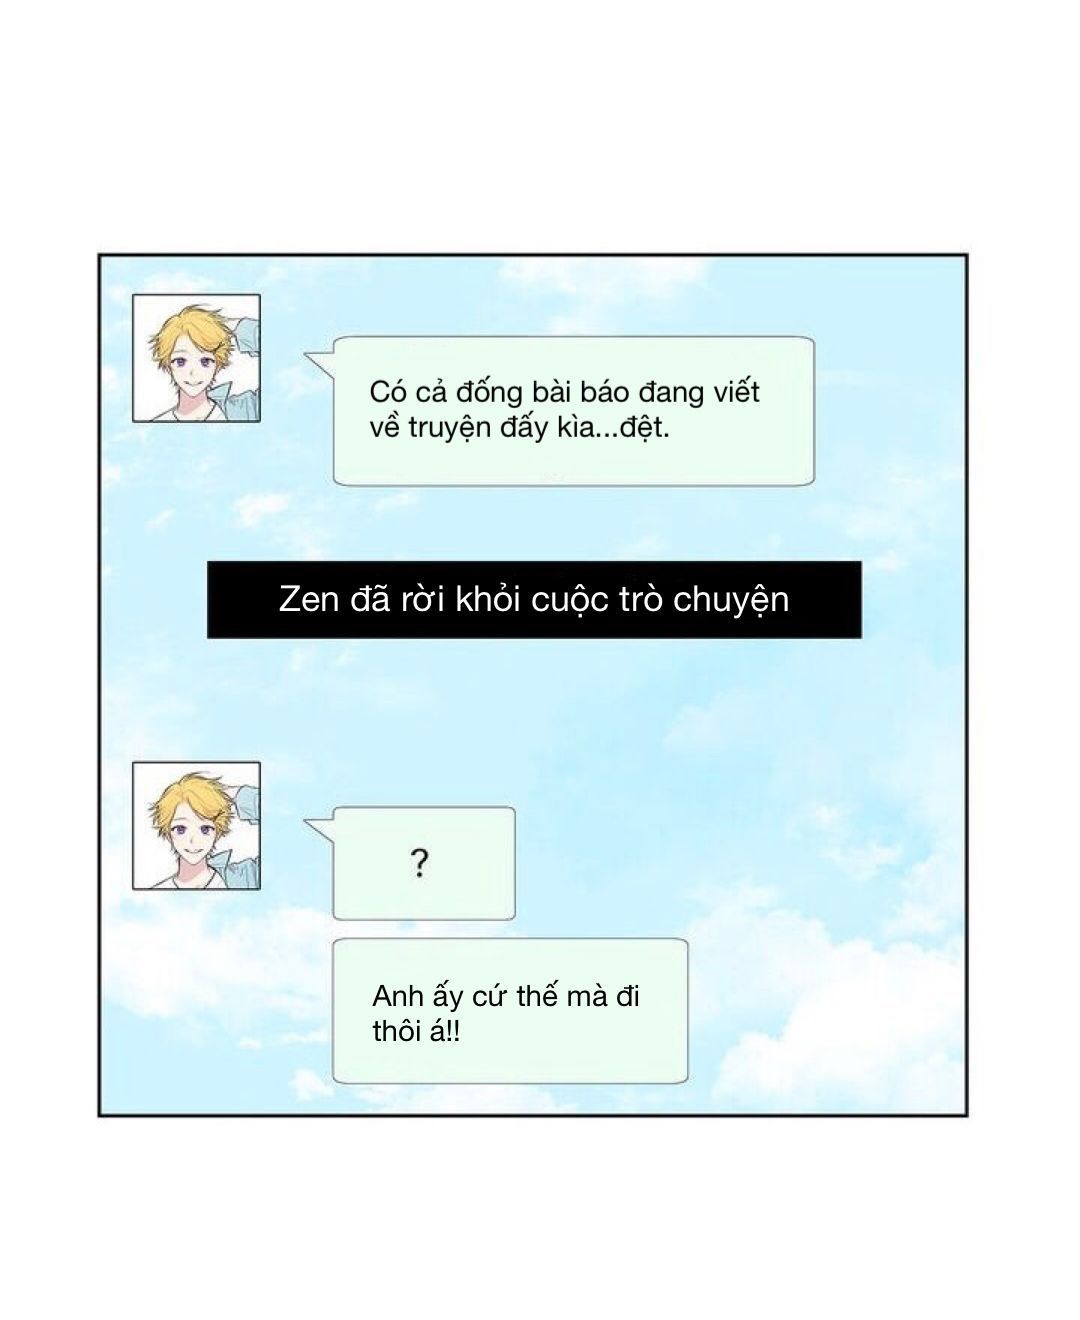 Có cả đống bài báo đang viết
về truyện đấy kìa...đệt.
Zen đã rời khỏi cuộc trò chuyện
?
Anh ấy cứ thế mà đi
thôi á!!